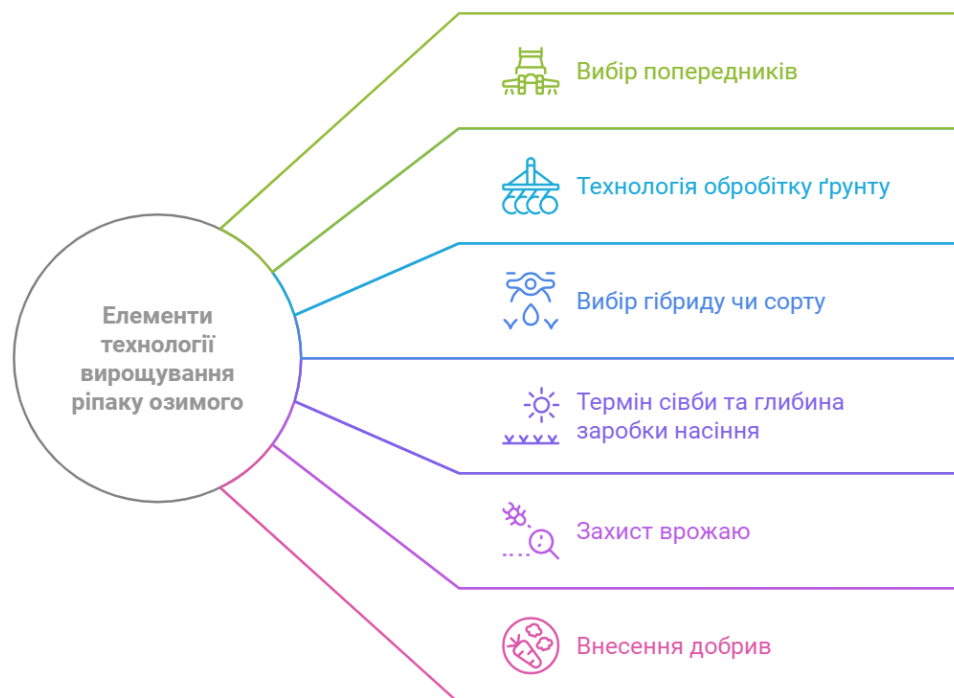 Елементи
технології
вирощування
ріпаку озимого
Вибір попередників
Технологія обробітку ґрунту
Вибір гібриду чи сорту
Термін сівби та глибина
заробки насіння
Захист врожаю
Внесення добрив